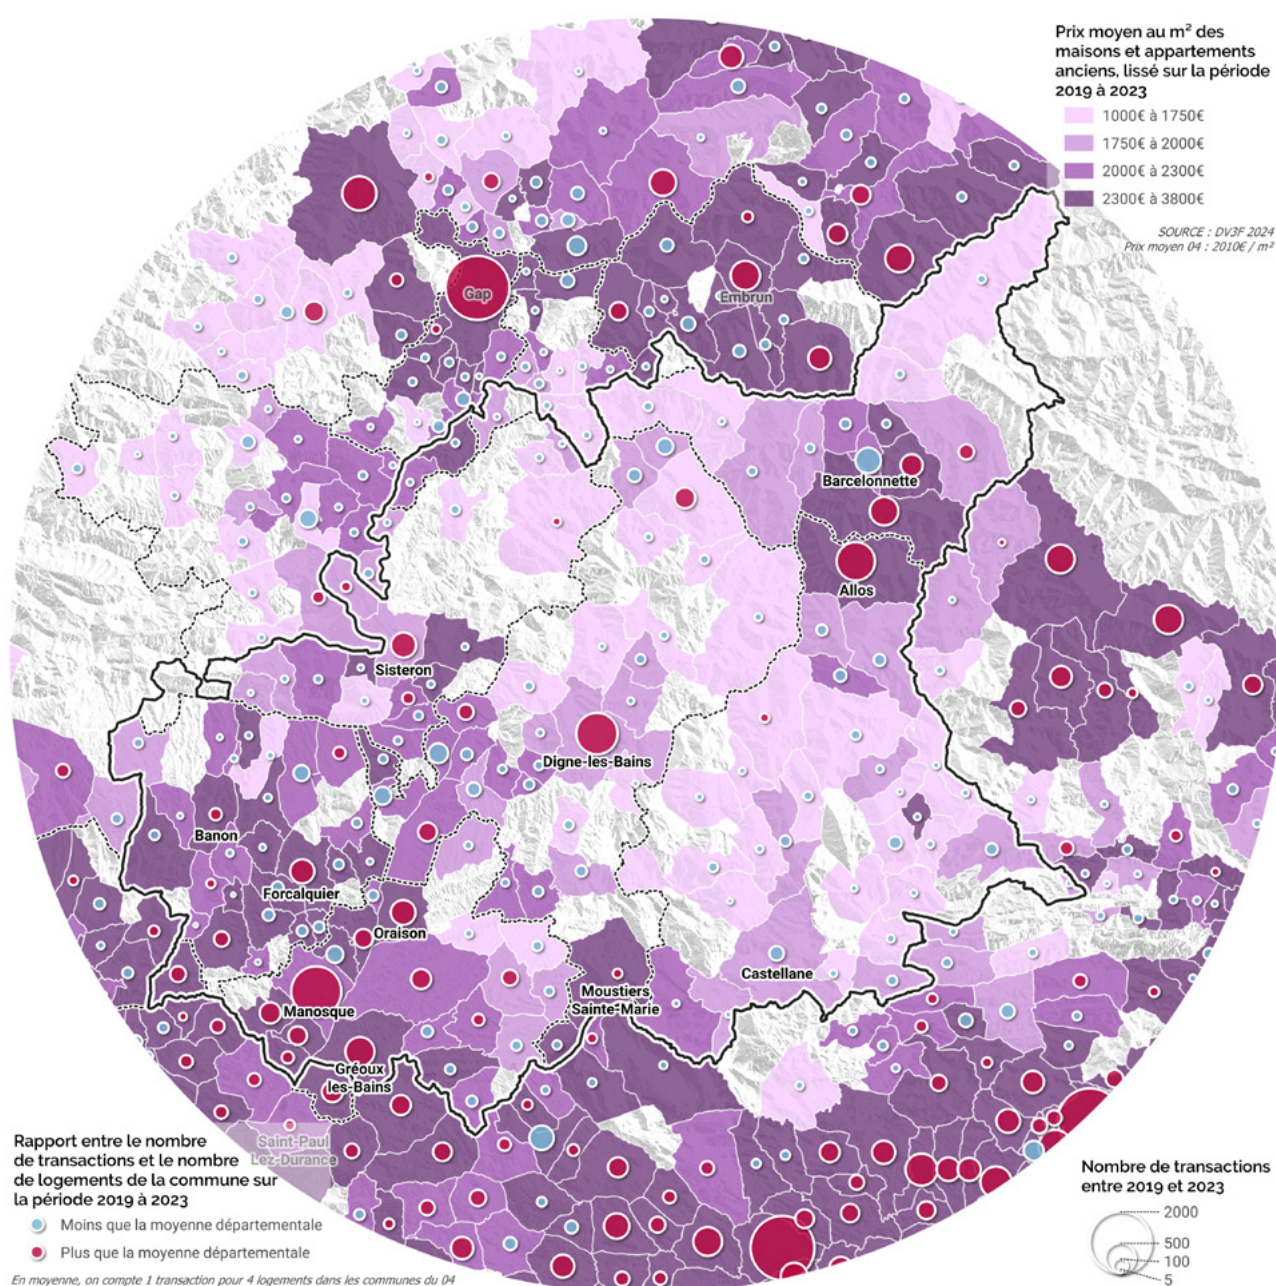 Prix moyen au m² des
maisons et appartements
anciens, lissé sur la période
2019 à 2023
1000€ à 1750€
1750€ à 2000€
2000€ à 2300€
2300€ à 3800€
SOURCE : DV3F 2024
Prix moyen 04 : 2010€ / m²
Gap
Embrun
Barcelonnette
Allos
Sisteron
Digne-les-Bains
Banon
Forcalquier
Oraison
Castellane
Moustiers
Sainte-Marie
Manosque
Gréoux
les-Bains
Saint-Paul
Lez-Durance
Rapport entre le nombre
de transactions et le nombre
de logements de la commune sur
la période 2019 à 2023
Moins que la moyenne départementale
Plus que la moyenne départementale
En moyenne, on compte 1 transaction pour 4 logements dans les communes du 04
Nombre de transactions
entre 2019 et 2023
2000
500
100
5